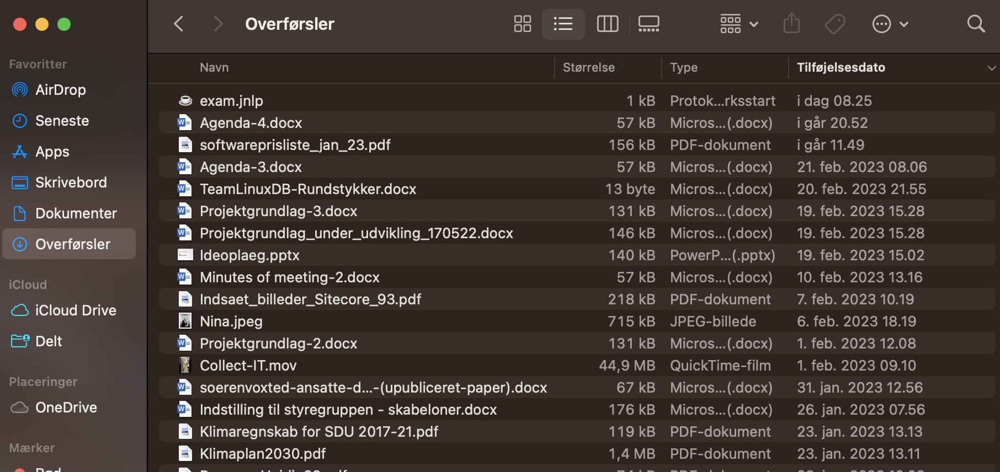 Overførsler
Favoritter
AirDrop
Seneste
Apps
Skrivebord
Dokumenter
Overførsler
iCloud
iCloud Drive
Delt
Placeringer
OneDrive
Mærker
Navn Størrelse Type Tilføjelsesdato
exam.jnlp 1 kB Protok...rksstart i dag 08.25
Agenda-4.docx 57 kB Micros...(.docx) i går 20.52
softwareprisliste_jan_23.pdf 156 kB PDF-dokument i går 11.49
Agenda-3.docx 57 kB Micros...(.docx) 21. feb. 2023 08.06
TeamLinuxDB-Rundstykker.docx 13 byte Micros...(.docx) 20. feb. 2023 21.55
Projektgrundlag-3.docx 131 kB Micros...(.docx) 19. feb. 2023 15.28
Projektgrundlag_under_udvikling_170522.docx 146 kB Micros...(.docx) 19. feb. 2023 15.28
Ideoplaeg.pptx 140 kB PowerP...(.pptx) 19. feb. 2023 15.02
Minutes of meeting-2.docx 57 kB Micros...(.docx) 10. feb. 2023 13.16
Indsaet_billeder_Sitecore_93.pdf 218 kB PDF-dokument 7. feb. 2023 10.19
Nina.jpeg 715 kB JPEG-billede 6. feb. 2023 18.19
Projektgrundlag-2.docx 131 kB Micros...(.docx) 1. feb. 2023 12.08
Collect-IT.mov 44,9 MB QuickTime-film 1. feb. 2023 09.10
soerenvoxted-ansatte-d...-(upubliceret-paper).docx 67 kB Micros...(.docx) 31. jan. 2023 12.56
Indstilling til styregruppen - skabeloner.docx 176 kB Micros...(.docx) 26. jan. 2023 07.56
Klimaregnskab for SDU 2017-21.pdf 119 kB PDF-dokument 23. jan. 2023 13.13
Klimaplan2030.pdf 1,4 MB PDF-dokument 23. jan. 2023 13.11